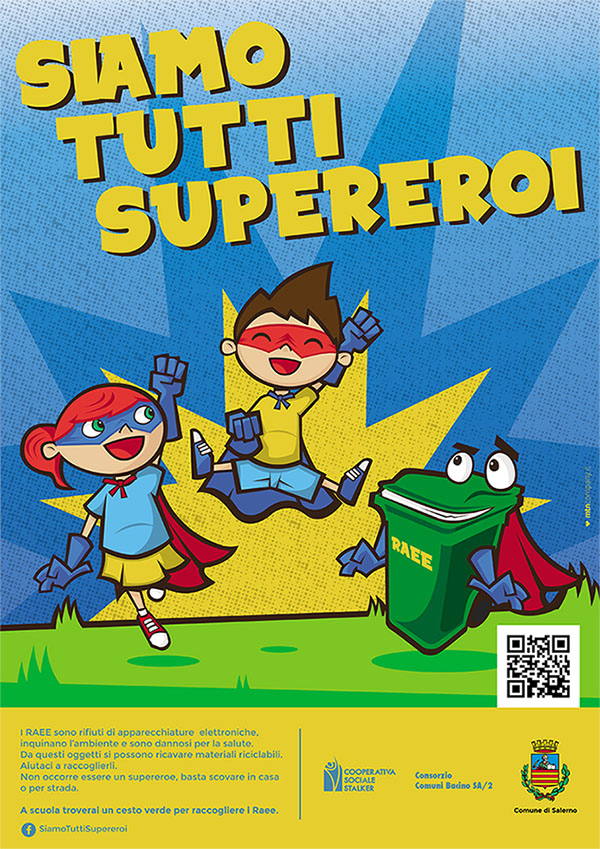 SIAMO
TUTTI
SUPEREROI
RAEE
I RAEE sono rifiuti di apparecchiature elettroniche,
inquinano l'ambiente e sono dannosi per la salute.
Da questi oggetti si possono ricavare materiali riciclabili.
Aiutaci a raccoglierli.
Non occorre essere un supereroe, basta scovare in casa
o per strada.
A scuola troverai un cesto verde per raccogliere i Raee.
SiamoTuttiSupereroi
COOPERATIVA
SOCIALE
STALKER
Consorzio
Comuni Bacino SA/2
Comune di Salerno